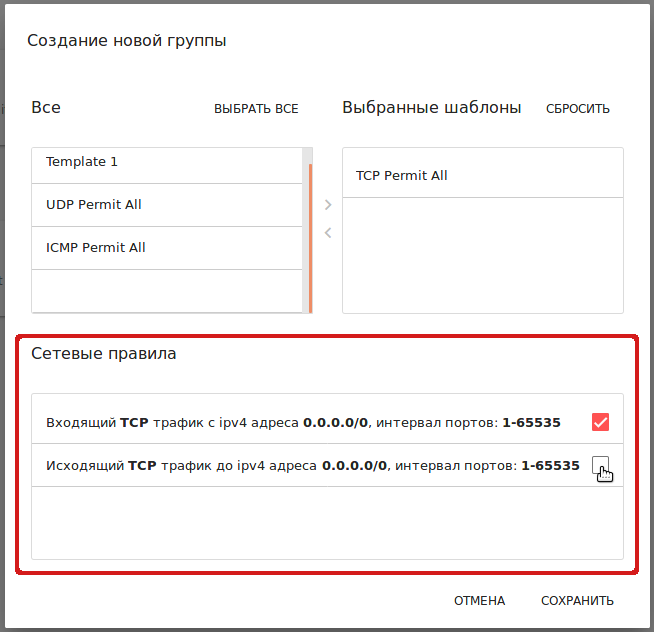 Создание новой группы
Все
ВЫБРАТЬ ВСЕ
Выбранные шаблоны
СБРОСИТЬ
Template 1
UDP Permit All
ICMP Permit All
TCP Permit All
Сетевые правила
Входящий TCP трафик с ipv4 адреса 0.0.0.0/0, интервал портов: 1-65535
Исходящий TCP трафик до ipv4 адреса 0.0.0.0/0, интервал портов: 1-65535
ОТМЕНА
СОХРАНИТЬ